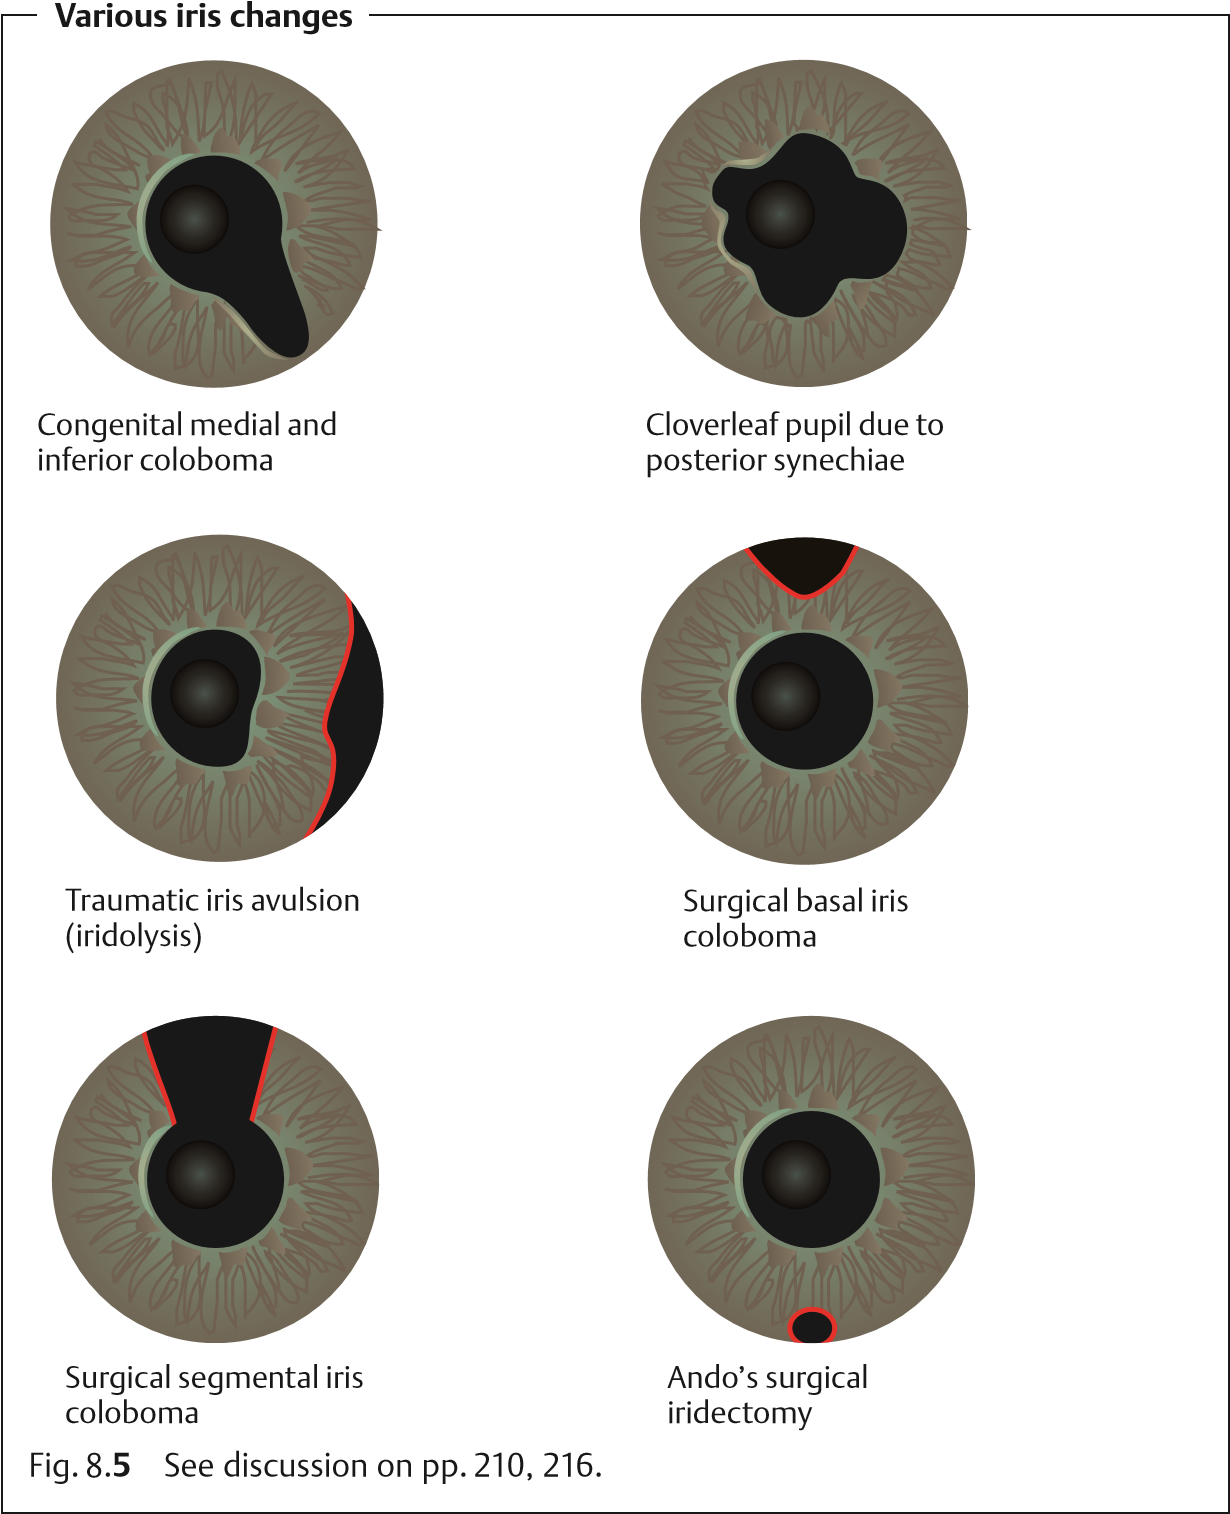 Various iris changes
Congenital medial and
inferior coloboma
Cloverleaf pupil due to
posterior synechiae
Traumatic iris avulsion
(iridolysis)
Surgical basal iris
coloboma
Surgical segmental iris
coloboma
Ando’s surgical
iridectomy
Fig. 8.5 See discussion on pp. 210, 216.